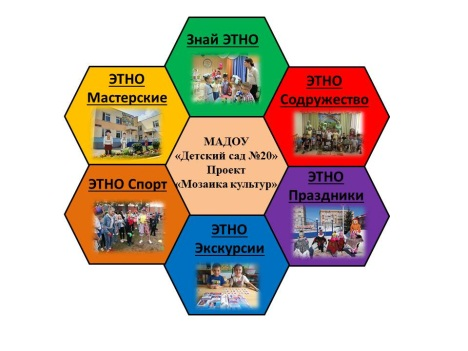 Знай ЭТНО
ЭТНО
Мастерские
ЭТНО
Содружество
МАДОУ
«Детский сад №20»
Проект
«Мозаика культур»
ЭТНО Спорт
ЭТНО
Праздники
ЭТНО
Экскурсии